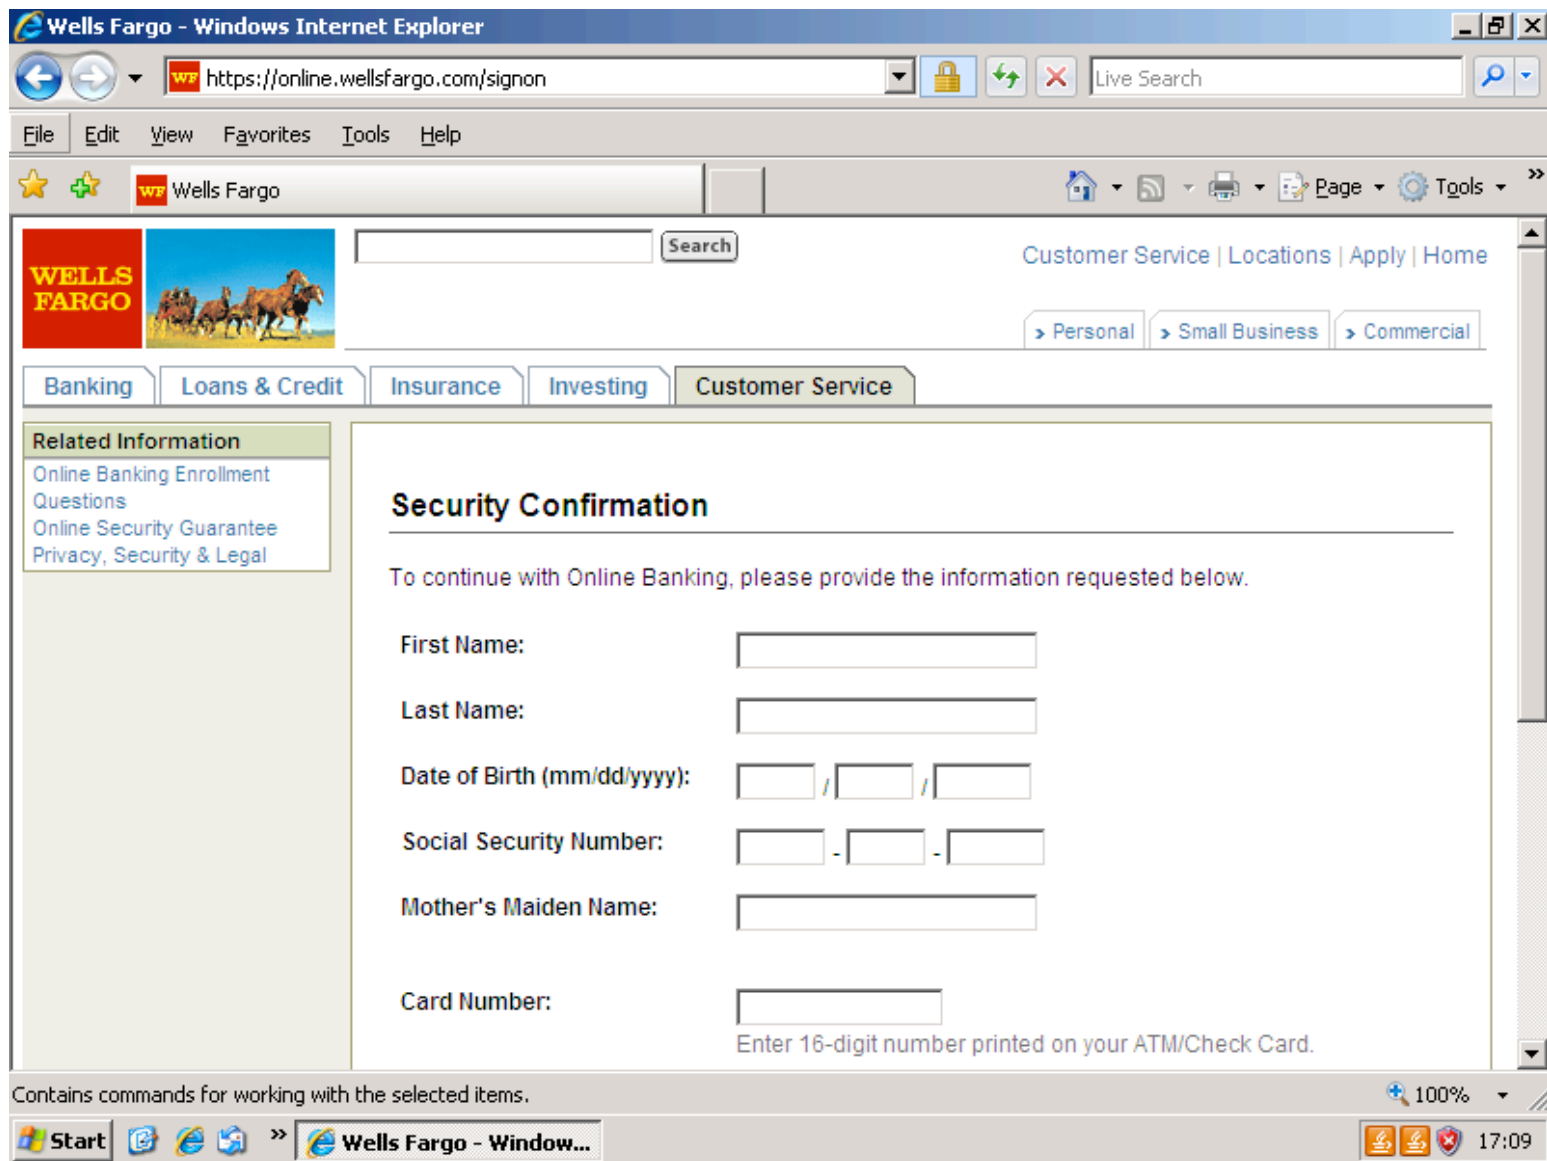 Wells Fargo - Windows Internet Explorer
WF https://online.wellsfargo.com/signon
Live Search
File Edit View Favorites Tools Help
WF Wells Fargo
Page Tools »
WELLS
FARGO
Search
Customer Service | Locations | Apply | Home
› Personal › Small Business › Commercial
Banking Loans & Credit Insurance Investing Customer Service
Related Information
Online Banking Enrollment
Questions
Online Security Guarantee
Privacy, Security & Legal
Security Confirmation
To continue with Online Banking, please provide the information requested below.
First Name:
Last Name:
Date of Birth (mm/dd/yyyy): / /
Social Security Number: - -
Mother's Maiden Name:
Card Number:
Enter 16-digit number printed on your ATM/Check Card.
Contains commands for working with the selected items.
100%
Start » Wells Fargo - Window... 17:09